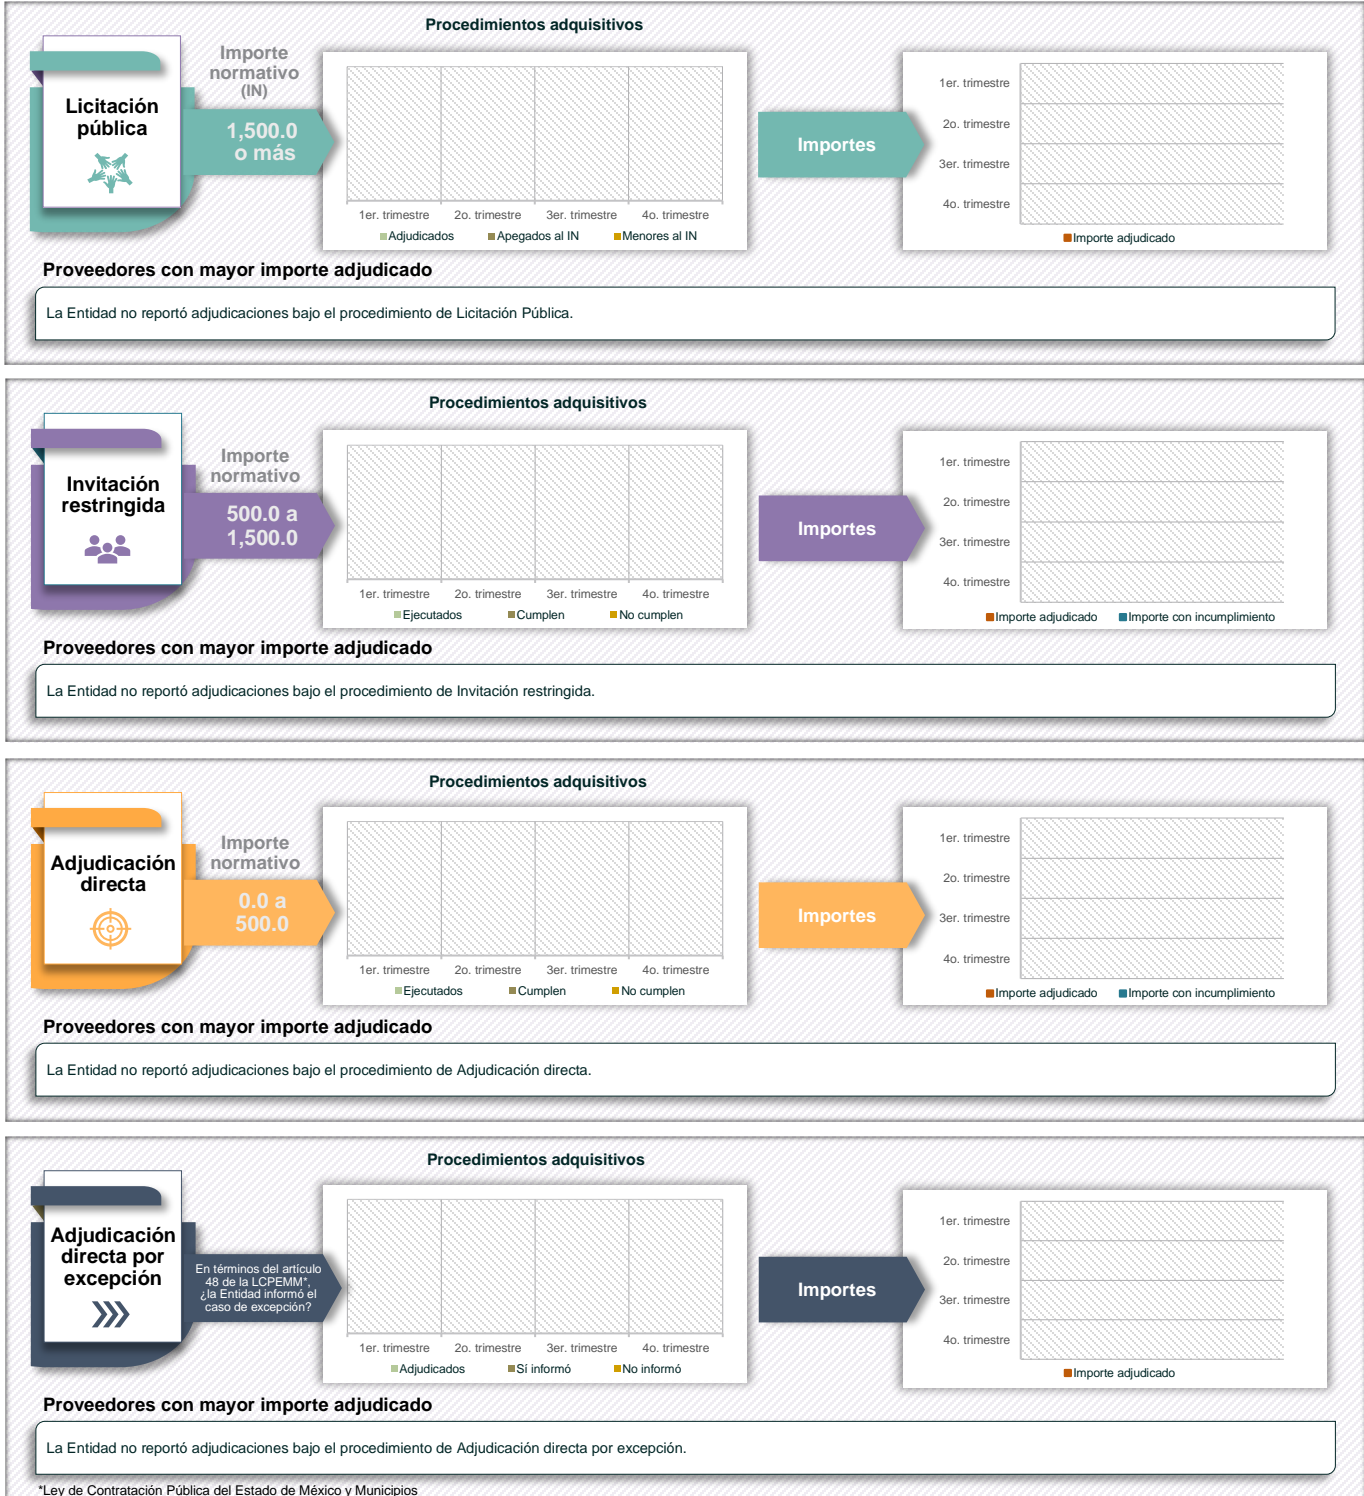 Procedimientos adquisitivos
Licitación
pública
Importe
normativo
(IN)
1,500.0
o más
1er. trimestre
2o. trimestre
3er. trimestre
4o. trimestre
Adjudicados
Apegados al IN
Menores al IN
Importes
1er. trimestre
2o. trimestre
3er. trimestre
4o. trimestre
Importe adjudicado
Proveedores con mayor importe adjudicado
La Entidad no reportó adjudicaciones bajo el procedimiento de Licitación Pública.
Procedimientos adquisitivos
Invitación
restringida
Importe
normativo
500.0 a
1,500.0
1er. trimestre
2o. trimestre
3er. trimestre
4o. trimestre
Ejecutados
Cumplen
No cumplen
Importes
1er. trimestre
2o. trimestre
3er. trimestre
4o. trimestre
Importe adjudicado
Importe con incumplimiento
Proveedores con mayor importe adjudicado
La Entidad no reportó adjudicaciones bajo el procedimiento de Invitación restringida.
Procedimientos adquisitivos
Adjudicación
directa
Importe
normativo
0.0 a
500.0
1er. trimestre
2o. trimestre
3er. trimestre
4o. trimestre
Ejecutados
Cumplen
No cumplen
Importes
1er. trimestre
2o. trimestre
3er. trimestre
4o. trimestre
Importe adjudicado
Importe con incumplimiento
Proveedores con mayor importe adjudicado
La Entidad no reportó adjudicaciones bajo el procedimiento de Adjudicación directa.
Procedimientos adquisitivos
Adjudicación
directa por
excepción
En términos del artículo
48 de la LCPEMM*,
¿la Entidad informó el
caso de excepción?
1er. trimestre
2o. trimestre
3er. trimestre
4o. trimestre
Adjudicados
Sí informó
No informó
Importes
1er. trimestre
2o. trimestre
3er. trimestre
4o. trimestre
Importe adjudicado
Proveedores con mayor importe adjudicado
La Entidad no reportó adjudicaciones bajo el procedimiento de Adjudicación directa por excepción.
*Ley de Contratación Pública del Estado de México y Municipios